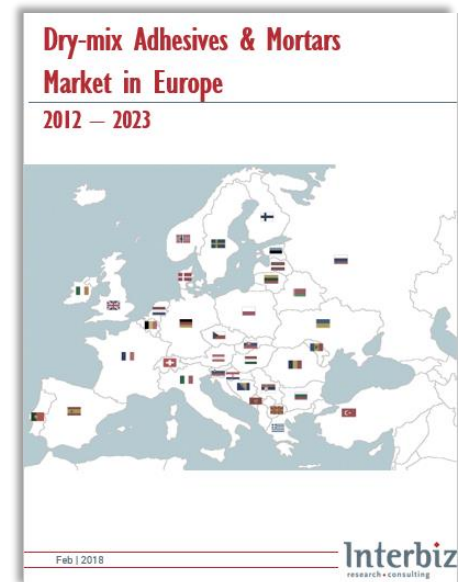 Dry-mix Adhesives & Mortars
Market in Europe
2012 – 2023
Feb | 2018
Interbiz
research • consulting